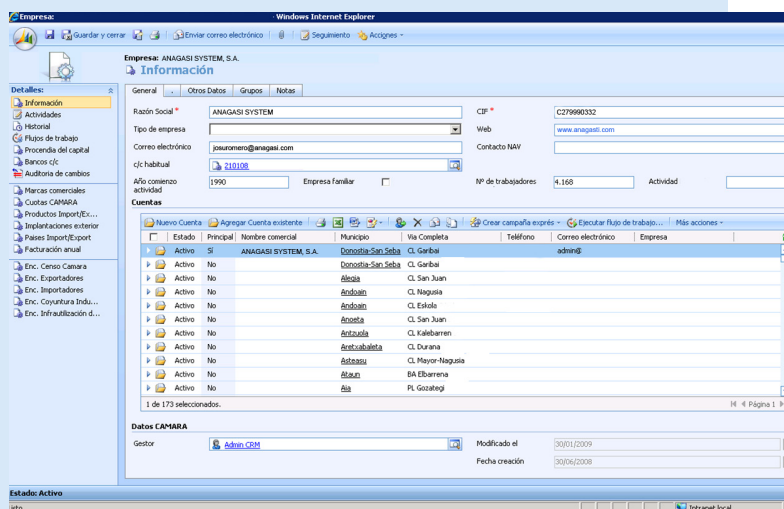 Empresa: Windows Internet Explorer
Guardar y cerrar Enviar correo electrónico Seguimiento Acciones
Empresa: ANAGASI SYSTEM, S.A.
Información
Detalles:
Información
Actividades
Historial
Flujos de trabajo
Procendia del capital
Bancos c/c
Auditoria de cambios
Marcas comerciales
Cuotas CAMARA
Productos Import/Ex...
Implantaciones exterior
Paises Import/Export
Facturación anual
Enc. Censo Camara
Enc. Exportadores
Enc. Importadores
Enc. Coyuntura Indu...
Enc. Infrautilización d...
General . Otros Datos Grupos Notas
Razón Social * ANAGASI SYSTEM CIF * C279990332
Tipo de empresa Web www.anagasti.com
Correo electrónico josuromero@anagasi.com Contacto NAV
c/c habitual 210108
Año comienzo actividad 1990 Empresa familiar Nº de trabajadores 4.168 Actividad
Cuentas
Nuevo Cuenta Agregar Cuenta existente Crear campaña exprés Ejecutar flujo de trabajo... Más acciones
Estado Principal Nombre comercial Municipio Via Completa Teléfono Correo electrónico Empresa
Activo Sí ANAGASI SYSTEM, S.A. Donostia-San Seba CL Garibai admin@
Activo No Donostia-San Seba CL Garibai
Activo No Alegia CL San Juan
Activo No Andoain CL Nagusia
Activo No Andoain CL Eskola
Activo No Anoeta CL San Juan
Activo No Antzuola CL Kalebarren
Activo No Aretxabaleta CL Durana
Activo No Asteasu CL Mayor-Nagusia
Activo No Ataun BA Elbarrena
Activo No Aia PL Gozategi
1 de 173 seleccionados. Página 1
Datos CAMARA
Gestor Admin CRM Modificado el 30/01/2009
Fecha creación 30/06/2008
Estado: Activo
Intranet local